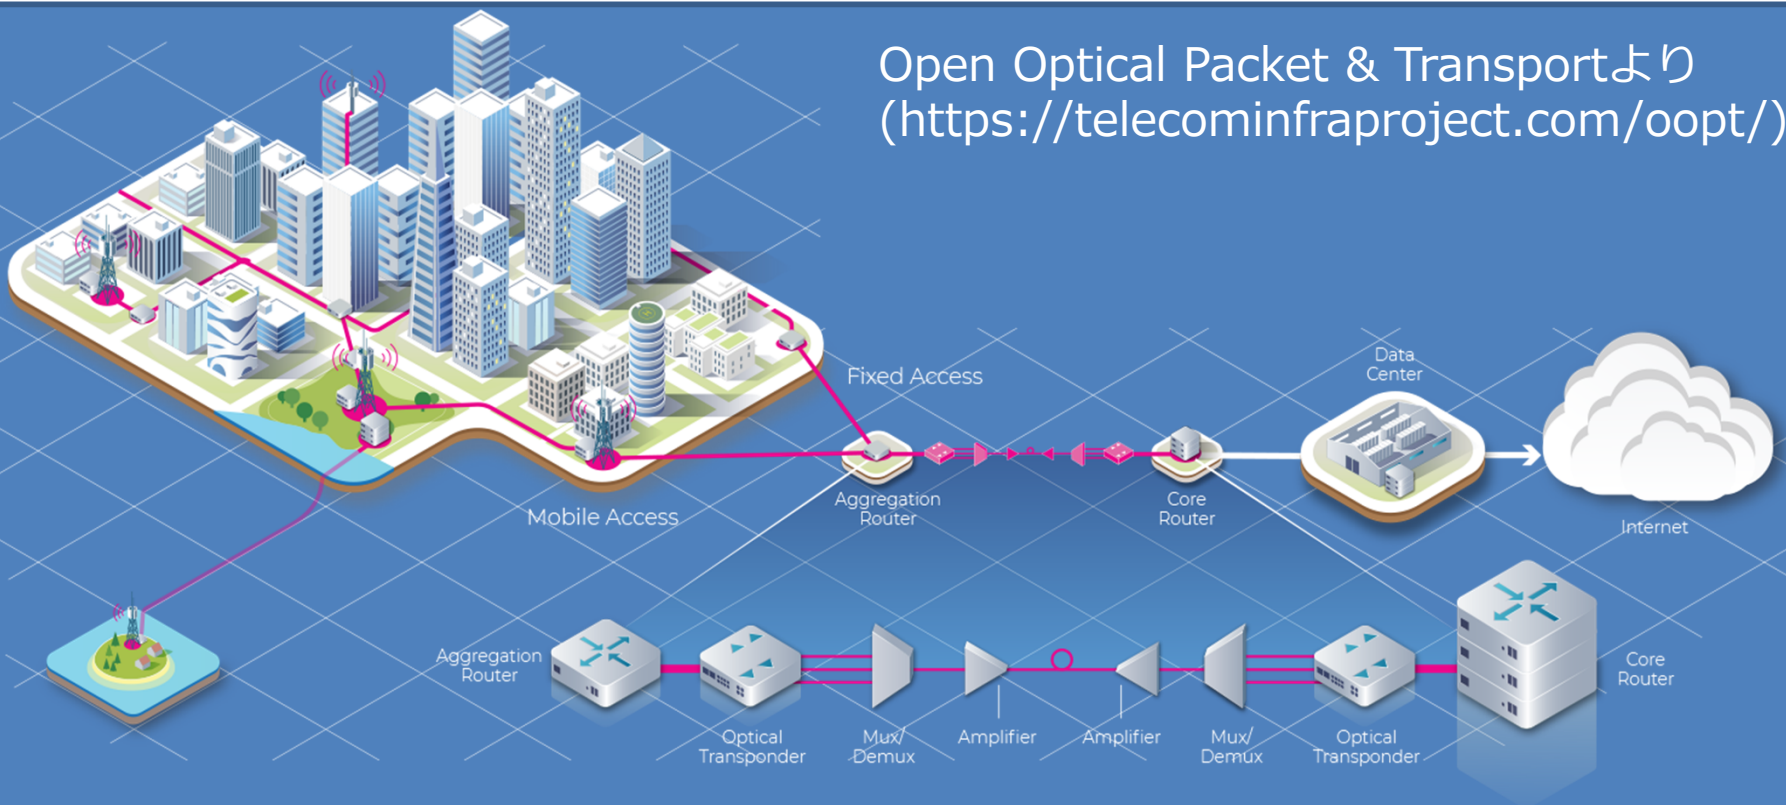 Open Optical Packet & Transportより
(https://telecominfraproject.com/oopt/)
Fixed Access
Data
Center
Mobile Access
Aggregation
Router
Core
Router
Internet
Aggregation
Router
Core
Router
Optical
Transponder
Mux/
Demux
Amplifier
Amplifier
Mux/
Demux
Optical
Transponder